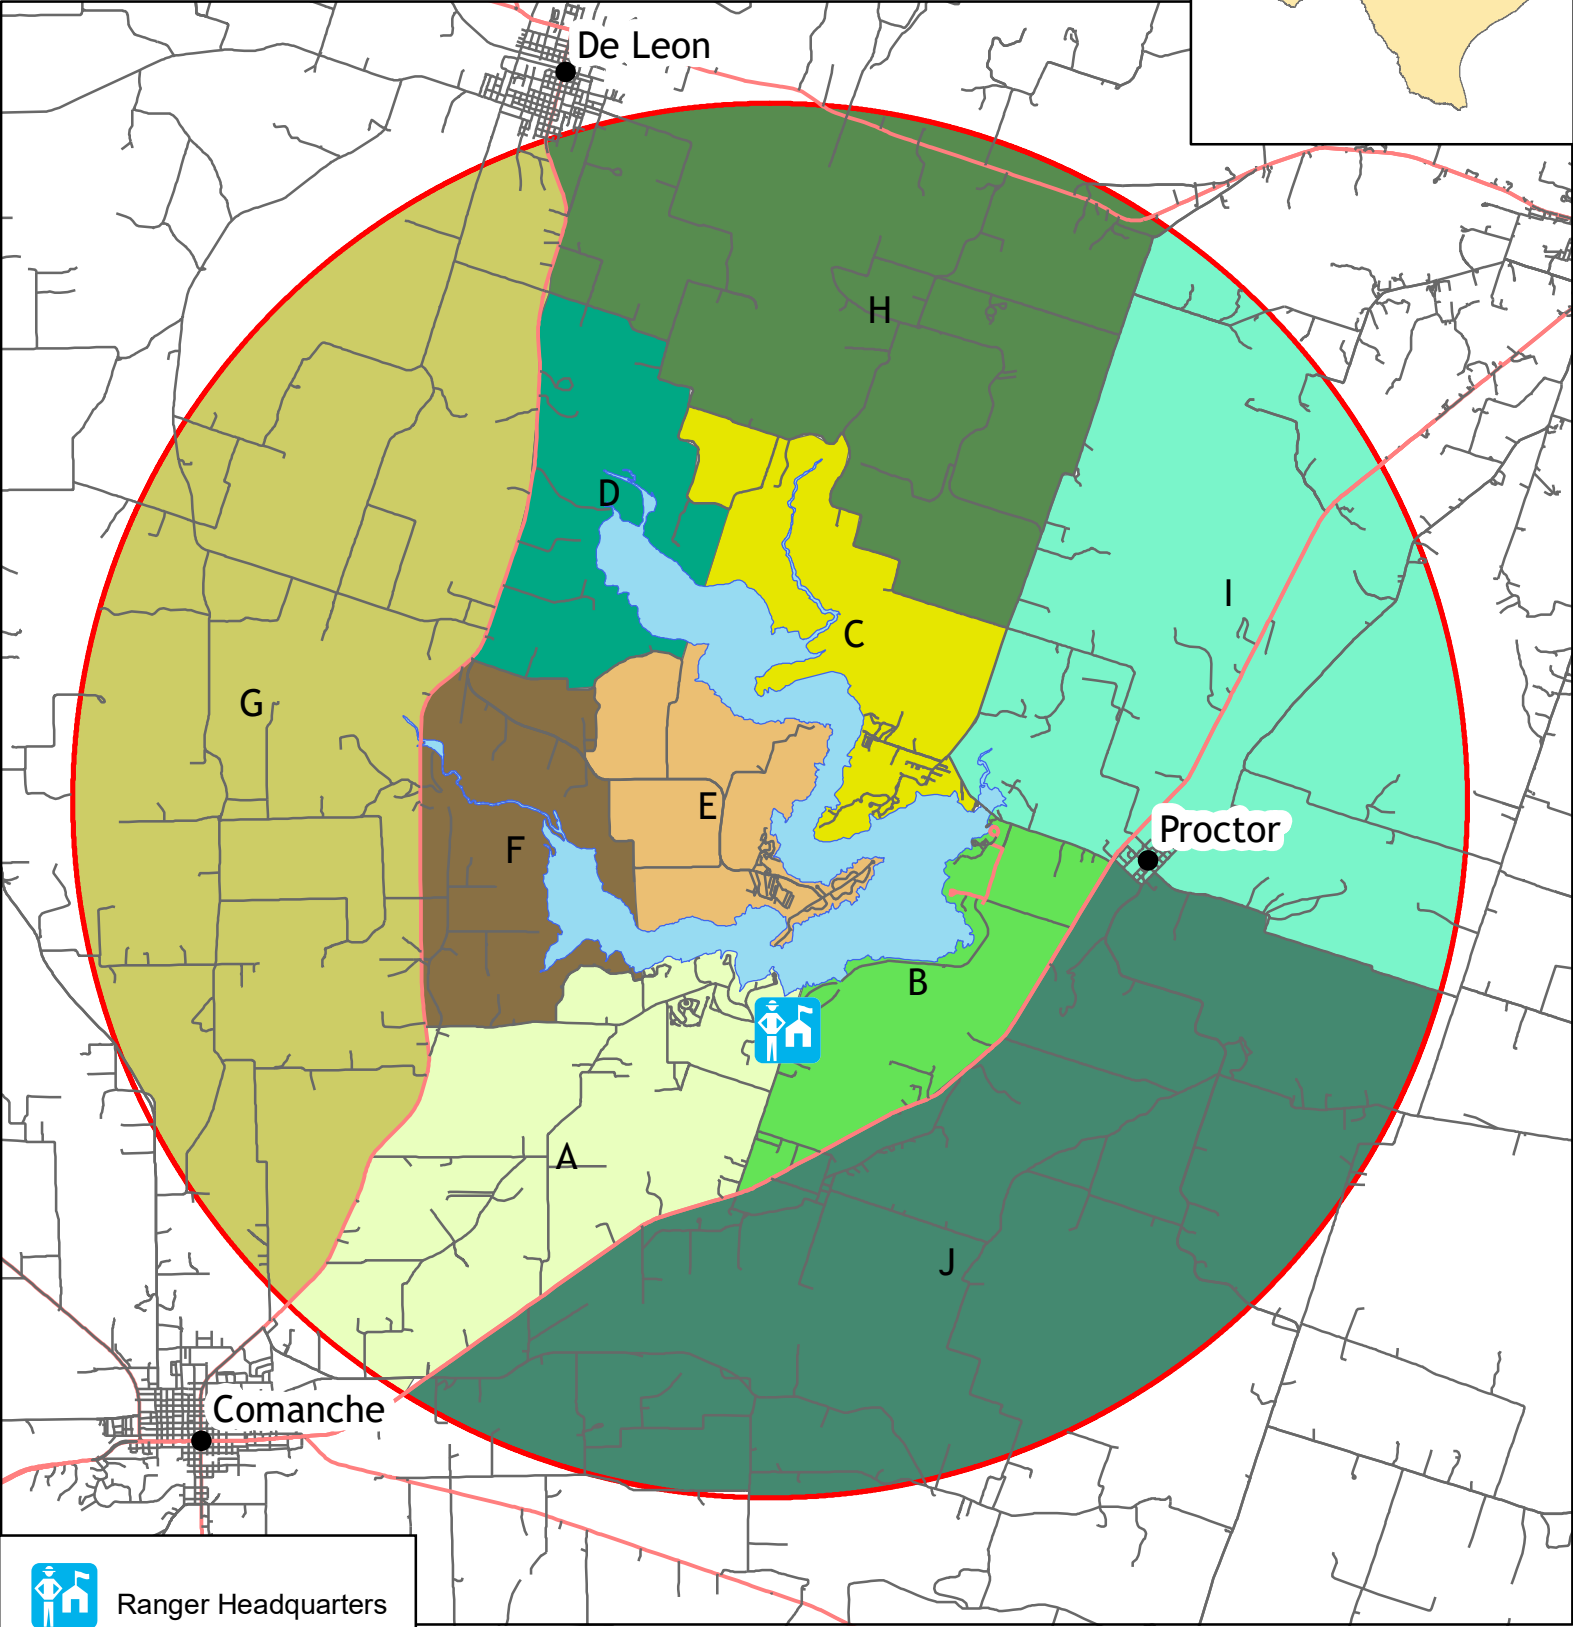 De Leon
H
D
I
C
G
E
Proctor
F
B
A
J
Comanche
Ranger Headquarters